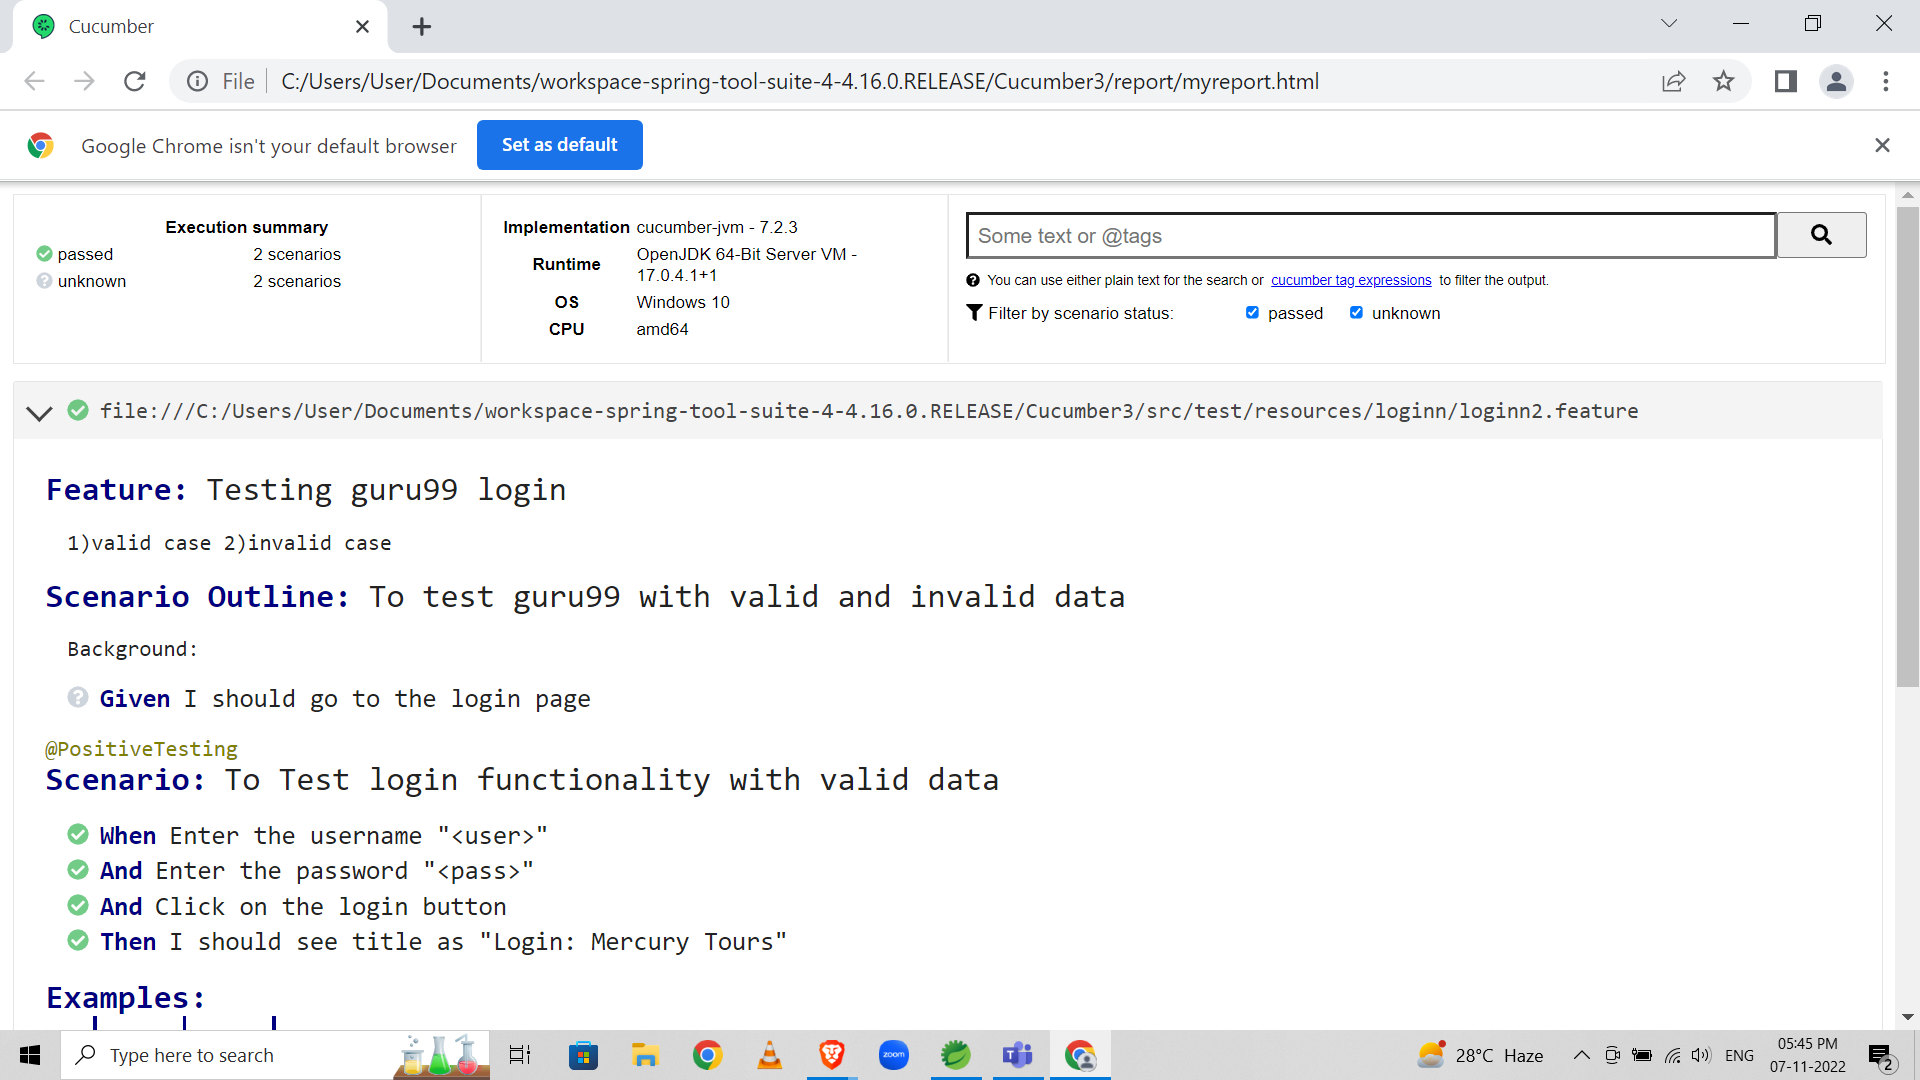 Cucumber
File
C:/Users/User/Documents/workspace-spring-tool-suite-4-4.16.0.RELEASE/Cucumber3/report/myreport.html
Google Chrome isn't your default browser
Set as default
Execution summary
passed 2 scenarios
unknown 2 scenarios
Implementation cucumber-jvm - 7.2.3
Runtime OpenJDK 64-Bit Server VM -
17.0.4.1+1
OS Windows 10
CPU amd64
Some text or @tags
You can use either plain text for the search or cucumber tag expressions to filter the output.
Filter by scenario status: passed unknown
file:///C:/Users/User/Documents/workspace-spring-tool-suite-4-4.16.0.RELEASE/Cucumber3/src/test/resources/loginn/loginn2.feature
Feature: Testing guru99 login
1)valid case 2)invalid case
Scenario Outline: To test guru99 with valid and invalid data
Background:
Given I should go to the login page
@PositiveTesting
Scenario: To Test login functionality with valid data
When Enter the username "<user>"
And Enter the password "<pass>"
And Click on the login button
Then I should see title as "Login: Mercury Tours"
Examples:
Type here to search
zoom
28°C Haze
ENG
05:45 PM
07-11-2022
2